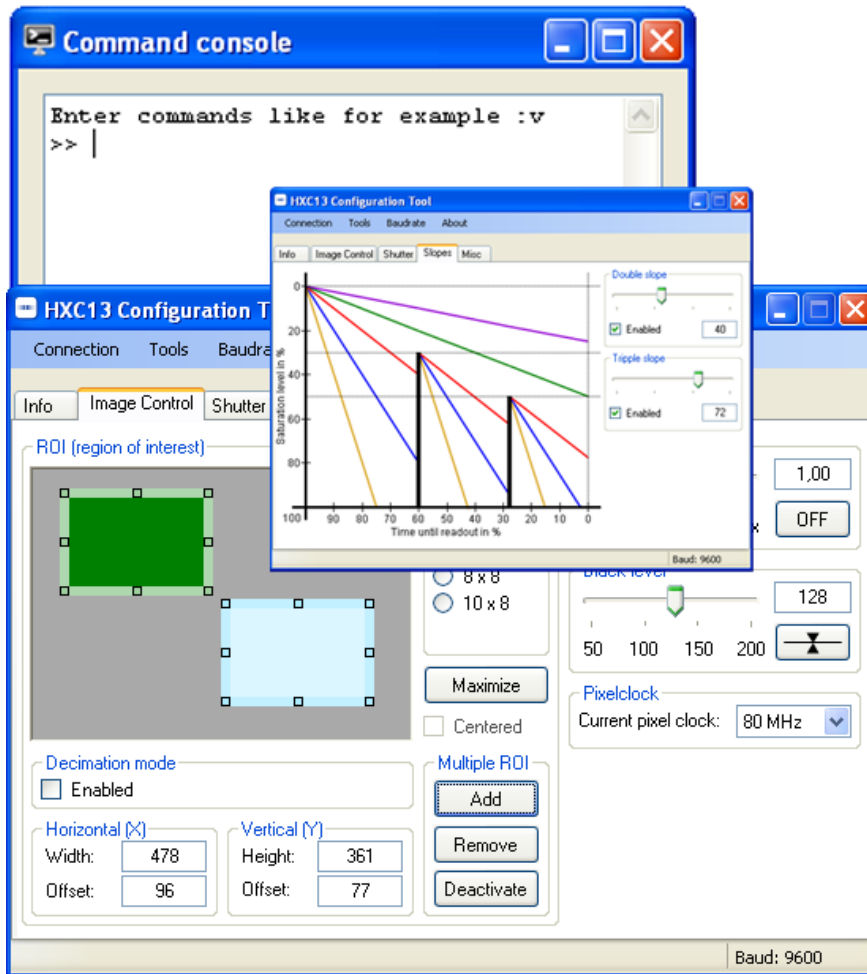 Command console
Enter commands like for example :v
>>
HXC13 Configuration Tool
Connection Tools Baudrate About
Info Image Control Shutter Slopes Misc
Saturation level in %
0
20
40
60
80
100 90 80 70 60 50 40 30 20 10 0
Time until readout in %
Double slope
Enabled 40
Tripple slope
Enabled 72
Baud: 9600
HXC13 Configuration T
Connection Tools Baudra
Info Image Control Shutter
ROI (region of interest)
8 x 8
10 x 8
Maximize
Centered
Decimation mode
Enabled
Horizontal (X)
Width: 478
Offset: 96
Vertical (Y)
Height: 361
Offset: 77
Multiple ROI
Add
Remove
Deactivate
1,00
x OFF
Black level
128
50 100 150 200
Pixelclock
Current pixel clock: 80 MHz
Baud: 9600